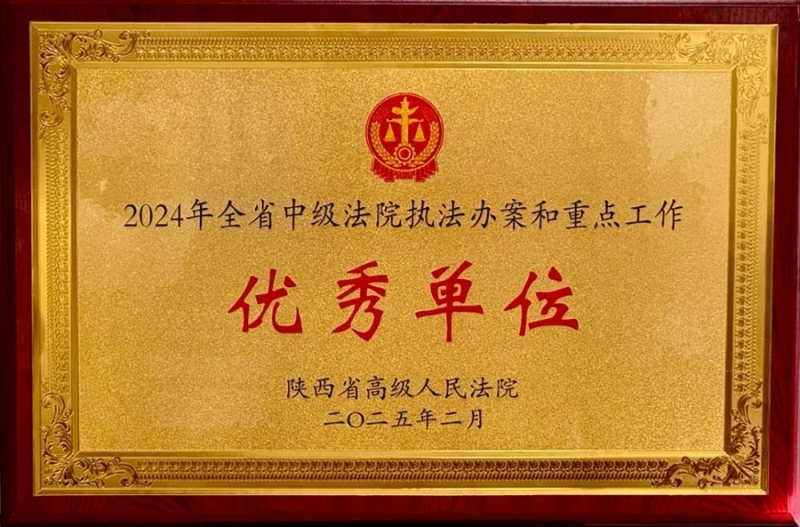 2024年全省中级法院执法办案和重点工作
优秀单位
陕西省高级人民法院
二〇二五年二月